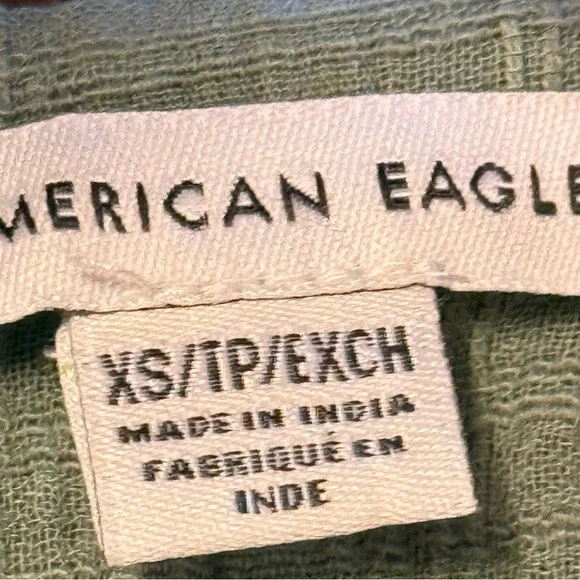 MERICAN EAGLE
XS/TP/EXCH
MADE IN INDIA
FABRIQUÉ EN
INDE